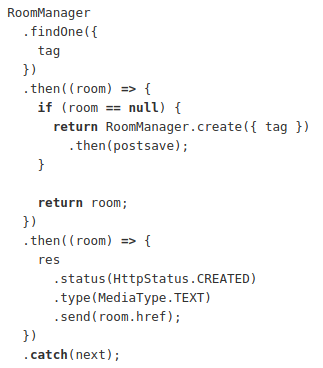 RoomManager
  .findOne({
    tag
  })
  .then((room) => {
    if (room == null) {
      return RoomManager.create({ tag })
        .then(postsave);
    }

    return room;
  })
  .then((room) => {
    res
      .status(HttpStatus.CREATED)
      .type(MediaType.TEXT)
      .send(room.href);
  })
  .catch(next);